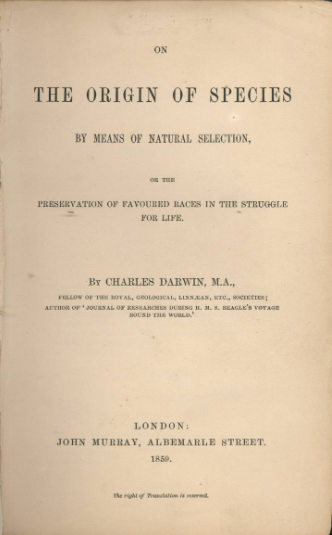 ON
THE ORIGIN OF SPECIES
BY MEANS OF NATURAL SELECTION,
OR THE
PRESERVATION OF FAVOURED RACES IN THE STRUGGLE
FOR LIFE.
BY CHARLES DARWIN, M.A.,
FELLOW OF THE ROYAL, GEOLOGICAL, LINNÆAN, ETC., SOCIETIES;
AUTHOR OF 'JOURNAL OF RESEARCHES DURING H. M. S. BEAGLE'S VOYAGE
ROUND THE WORLD.'
LONDON:
JOHN MURRAY, ALBEMARLE STREET.
1859.
The right of Translation is reserved.